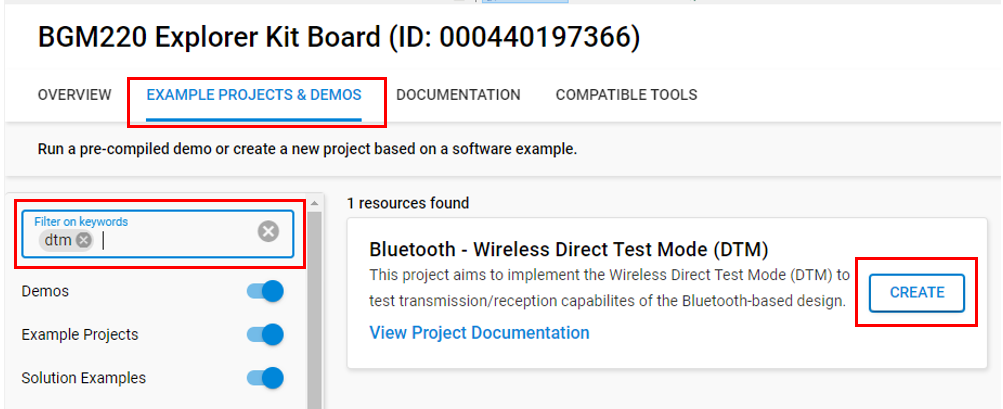 BGM220 Explorer Kit Board (ID: 000440197366)
OVERVIEW EXAMPLE PROJECTS & DEMOS DOCUMENTATION COMPATIBLE TOOLS
Run a pre-compiled demo or create a new project based on a software example.
Filter on keywords
dtm
Demos
Example Projects
Solution Examples
1 resources found
Bluetooth - Wireless Direct Test Mode (DTM)
This project aims to implement the Wireless Direct Test Mode (DTM) to
test transmission/reception capabilites of the Bluetooth-based design.
View Project Documentation
CREATE